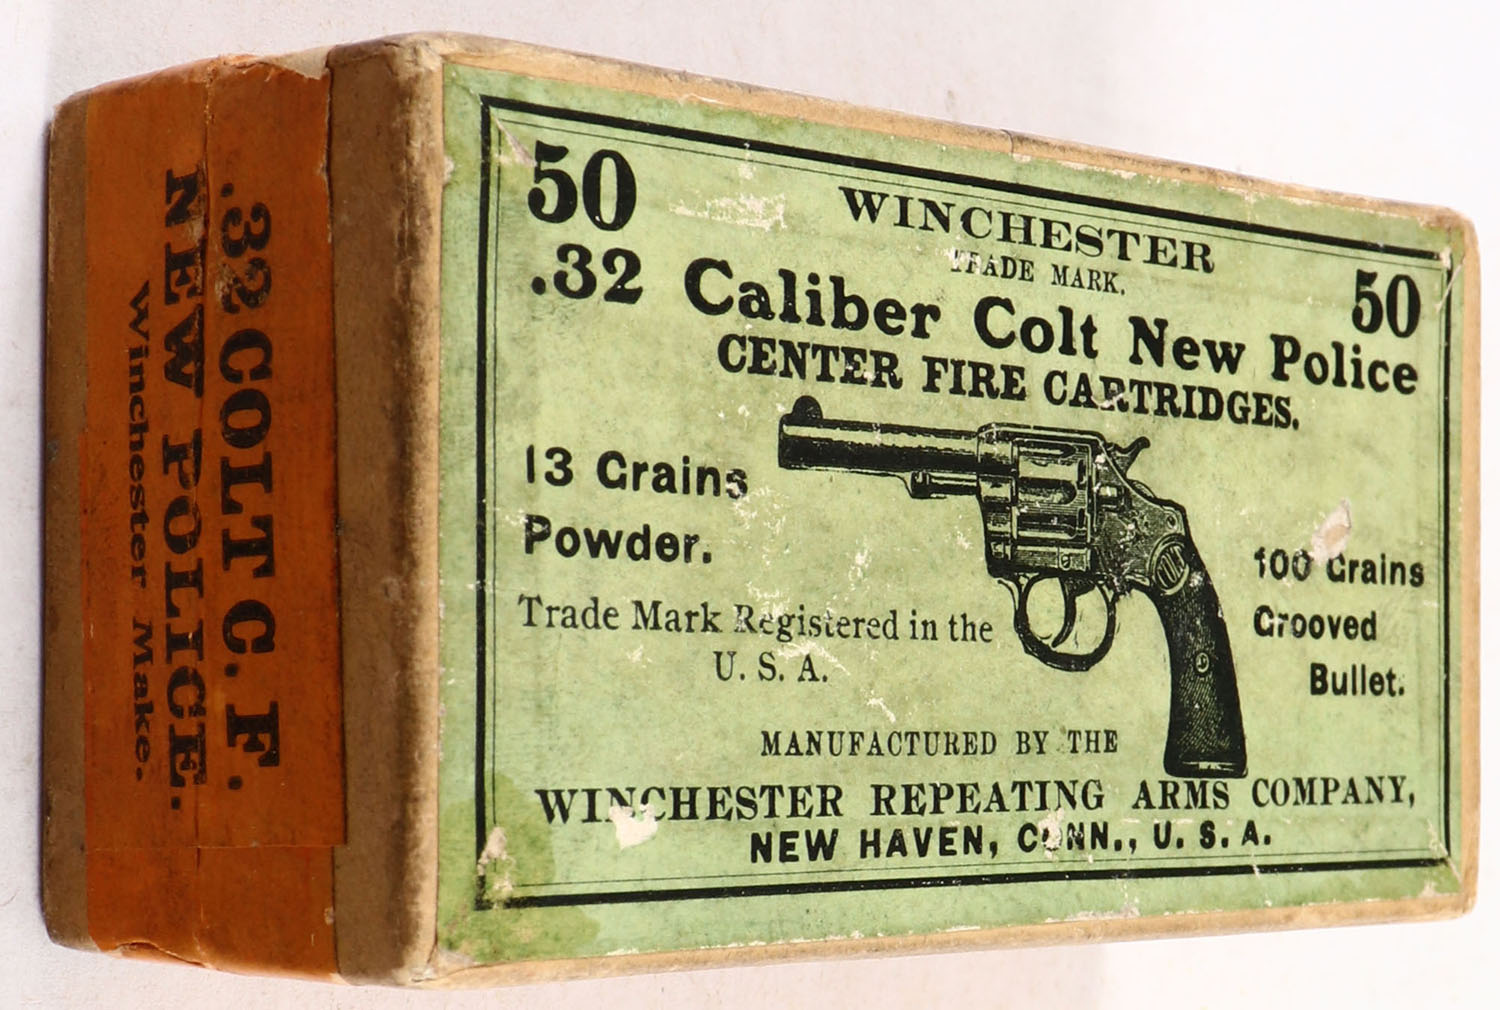 50
WINCHESTER
TRADE MARK.
50
.32 Caliber Colt New Police
CENTER FIRE CARTRIDGES.
13 Grains
Powder.
100 Grains
Grooved
Bullet.
Trade Mark Registered in the
U. S. A.
MANUFACTURED BY THE
WINCHESTER REPEATING ARMS COMPANY,
NEW HAVEN, CONN., U. S. A.
.32 COLT C. F.
NEW POLICE.
Winchester Make.